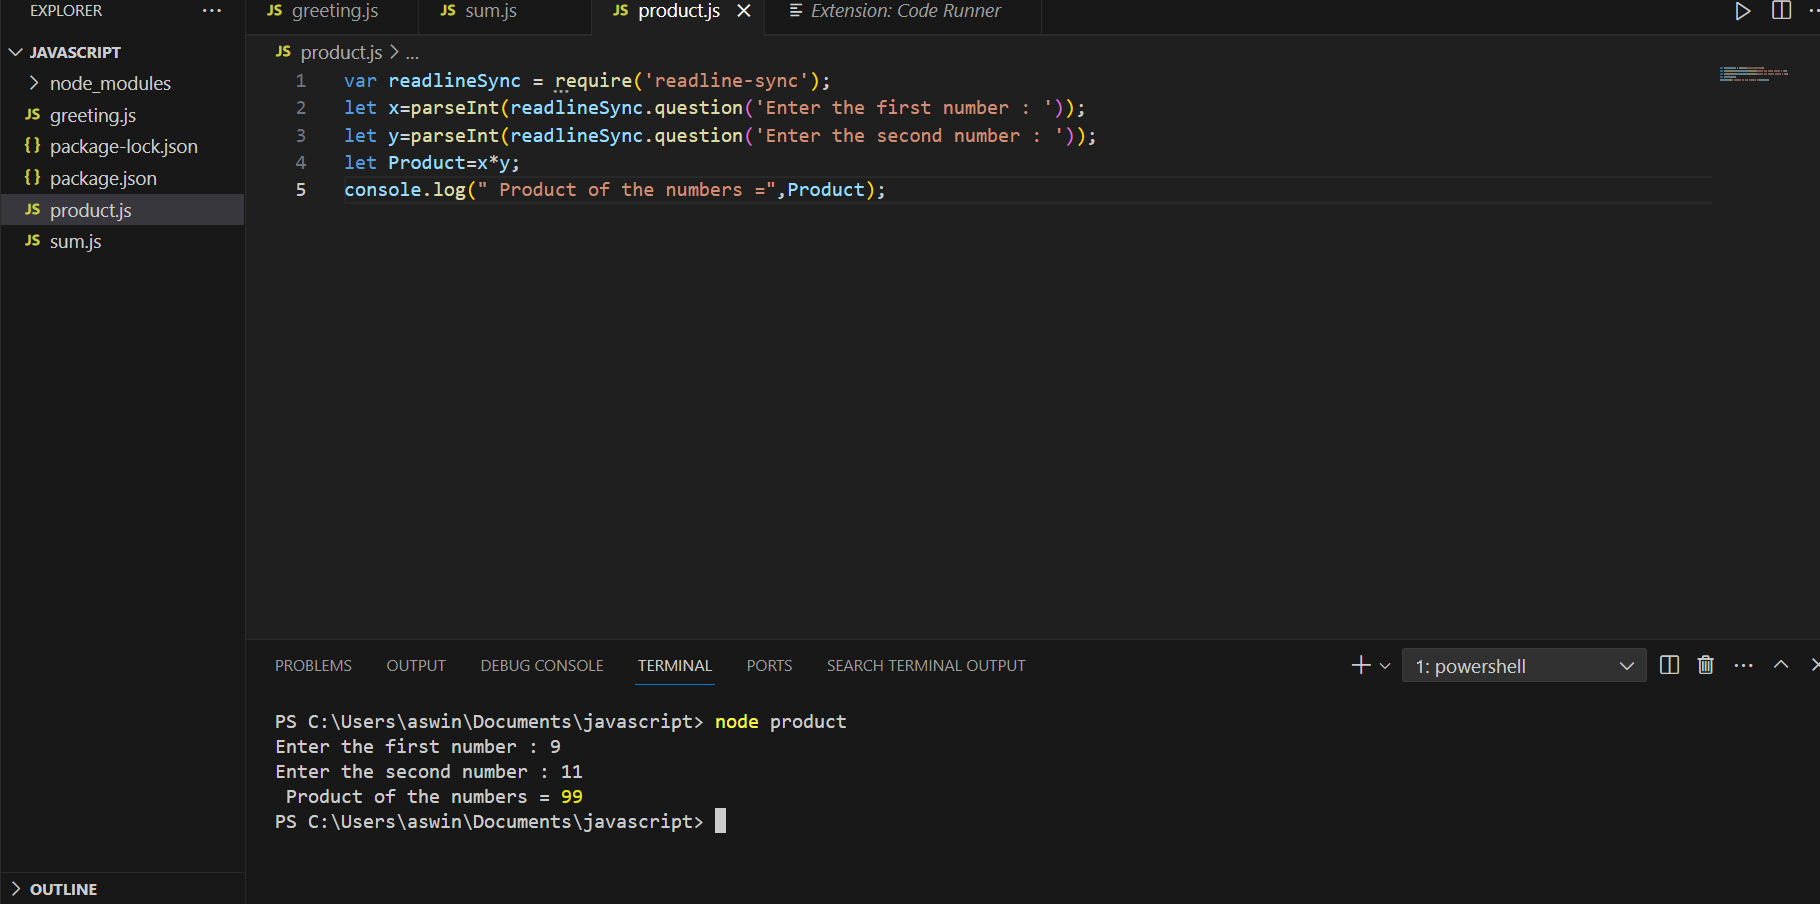 EXPLORER ...
JS greeting.js JS sum.js JS product.js Extension: Code Runner
JAVASCRIPT
node_modules
JS greeting.js
{} package-lock.json
{} package.json
JS product.js
JS sum.js
OUTLINE
JS product.js > ...
1 var readlineSync = require('readline-sync');
2 let x=parseInt(readlineSync.question('Enter the first number : '));
3 let y=parseInt(readlineSync.question('Enter the second number : '));
4 let Product=x*y;
5 console.log(" Product of the numbers =",Product);
PROBLEMS OUTPUT DEBUG CONSOLE TERMINAL PORTS SEARCH TERMINAL OUTPUT 1: powershell
PS C:\Users\aswin\Documents\javascript> node product
Enter the first number : 9
Enter the second number : 11
 Product of the numbers = 99
PS C:\Users\aswin\Documents\javascript>